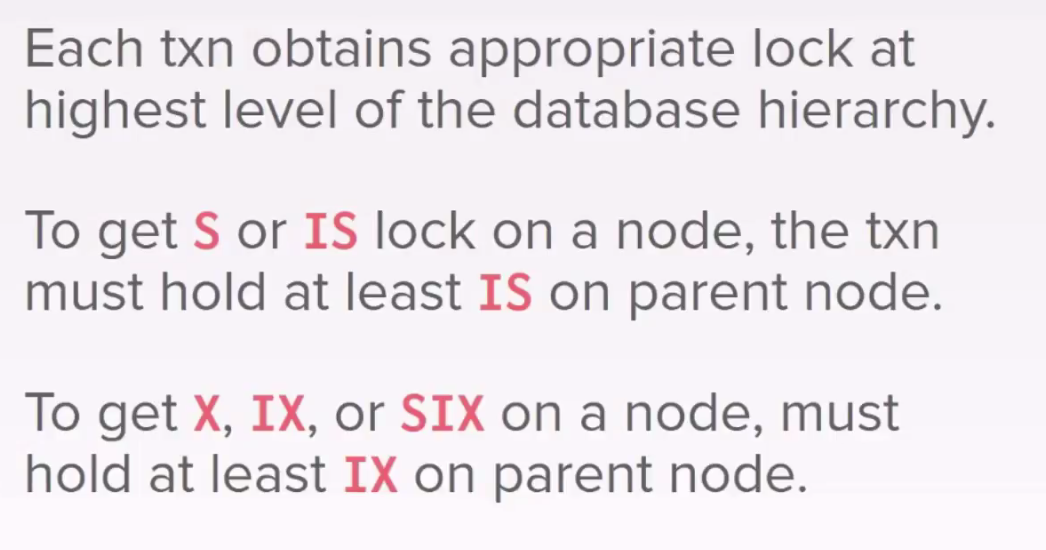 Each txn obtains appropriate lock at
highest level of the database hierarchy.
To get S or IS lock on a node, the txn
must hold at least IS on parent node.
To get X, IX, or SIX on a node, must
hold at least IX on parent node.